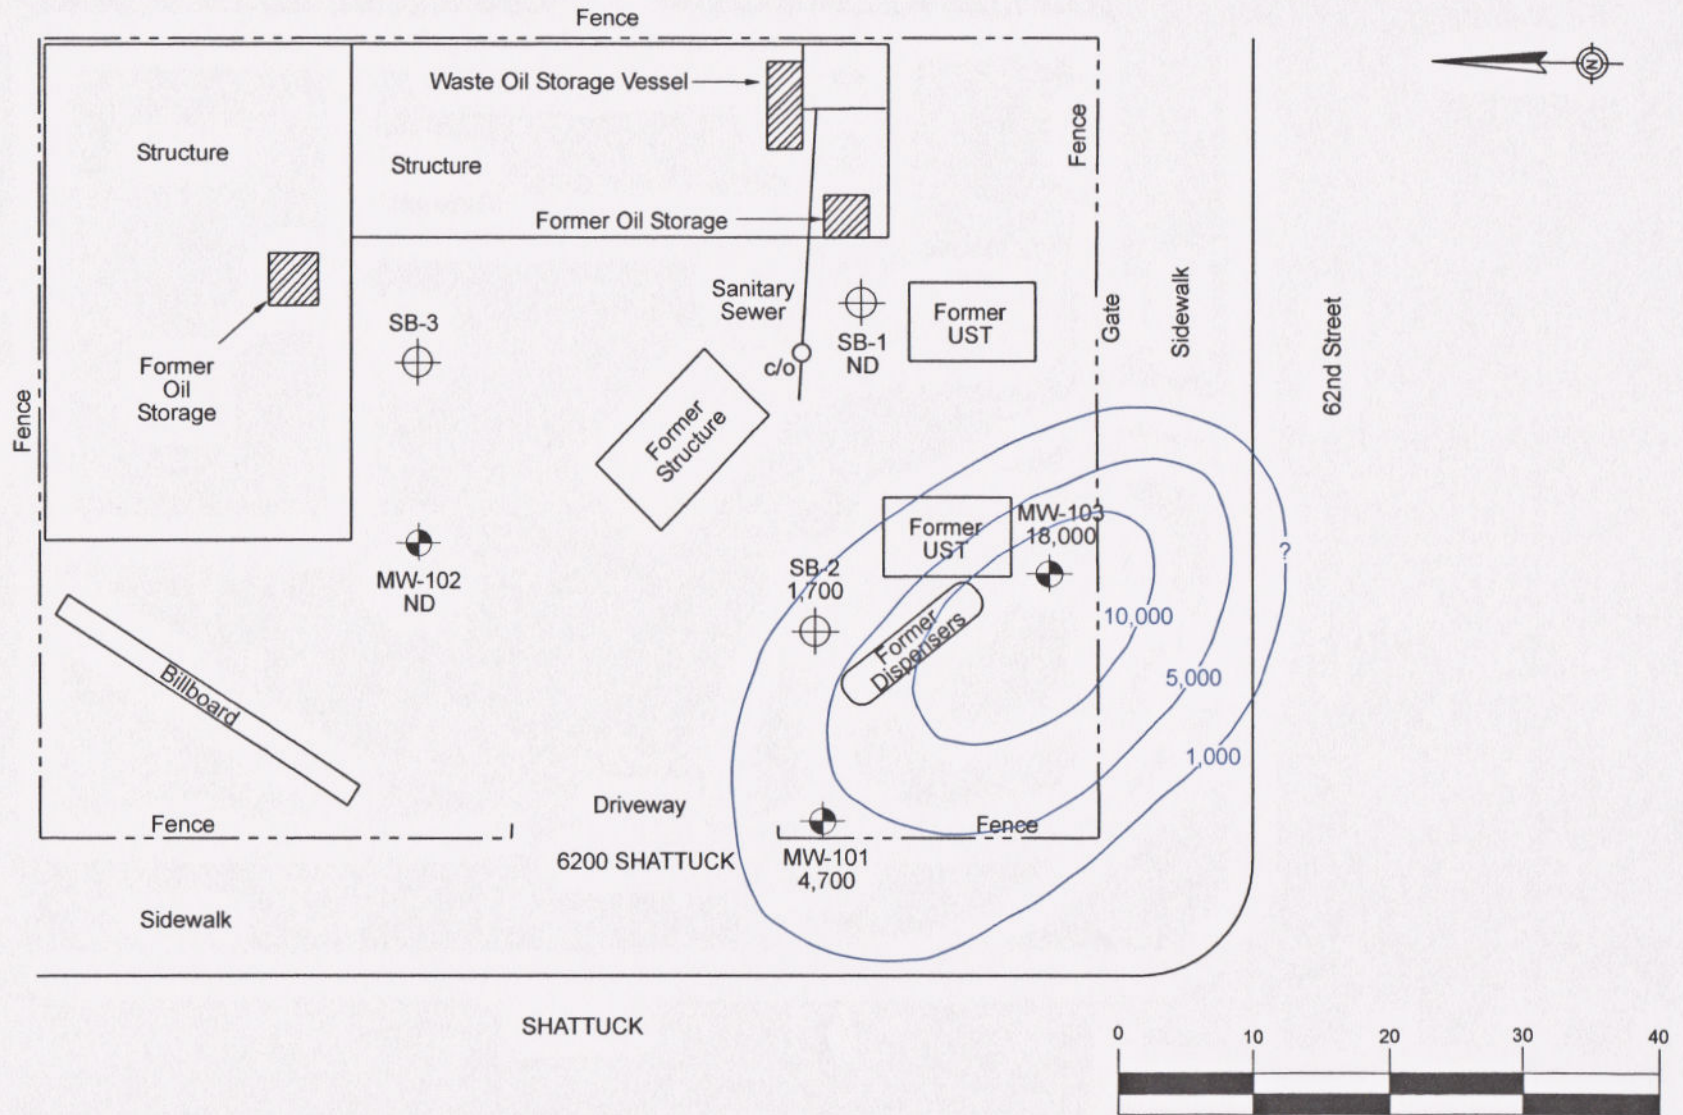 Fence
Waste Oil Storage Vessel
N
Structure
Structure
Fence
Former Oil Storage
Sanitary
Sewer
Former
UST
Gate
Sidewalk
62nd Street
SB-3
SB-1
ND
c/o
Former
Oil
Storage
Fence
Former
Structure
Former
UST
MW-103
18,000
?
SB-2
1,700
MW-102
ND
10,000
Former
Dispensers
5,000
Billboard
1,000
Driveway
Fence
Fence
6200 SHATTUCK
MW-101
4,700
Sidewalk
SHATTUCK
0 10 20 30 40